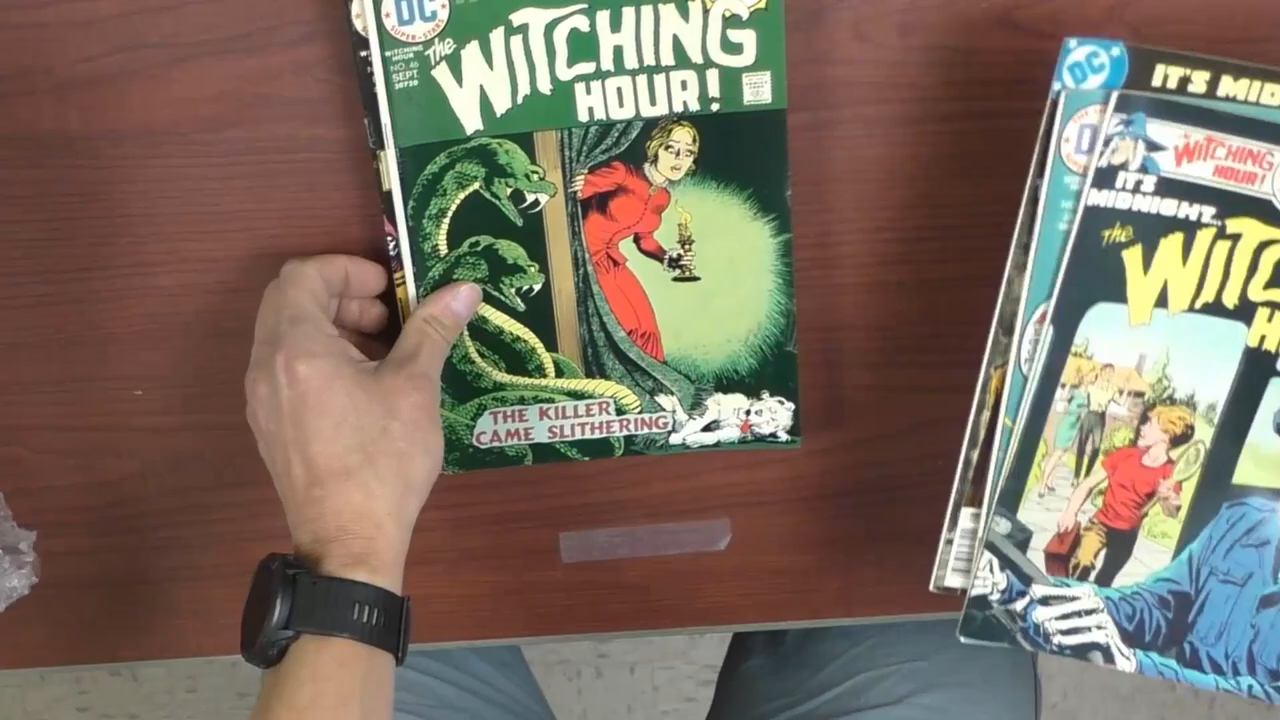 DC
SUPER-STARS
WITCHING
HOUR
NO. 46
SEPT.
30720
The
WITCHING
HOUR!
THE KILLER
CAME SLITHERING
DC
IT'S MID
WITCHING
HOUR!
IT'S
MIDNIGHT...
The
WITC
H